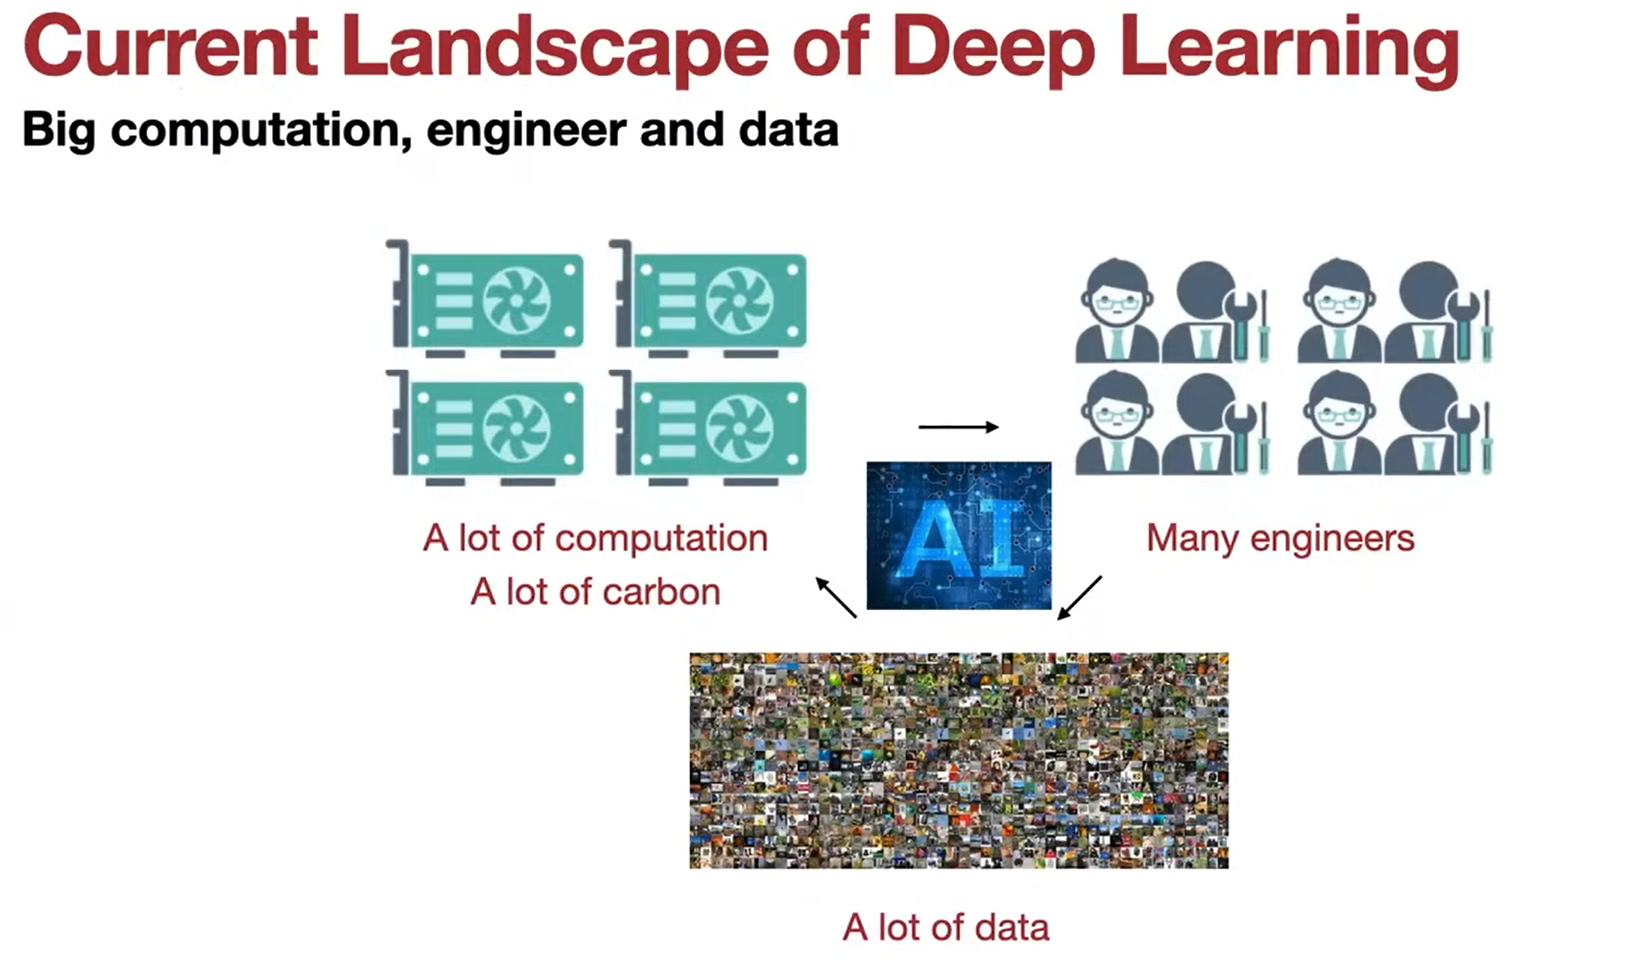 Current Landscape of Deep Learning
Big computation, engineer and data
A lot of computation
A lot of carbon
AI
Many engineers
A lot of data